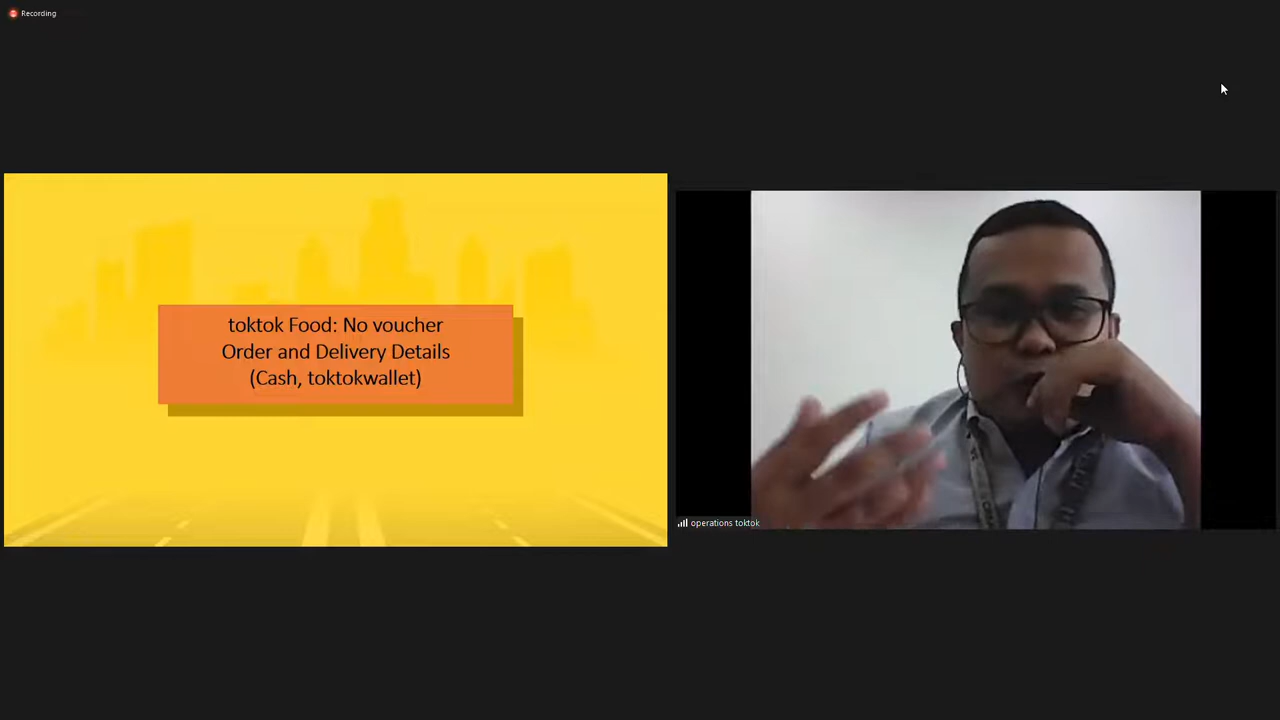 Recording
toktok Food: No voucher
Order and Delivery Details
(Cash, toktokwallet)
operations toktok